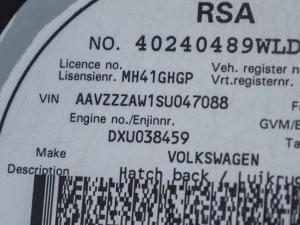 RSA
NO. 40240489WLD
Licence no. Veh. register n
Lisensienr. MH41GHGP Vrt.registernr.
VIN AAVZZZAW1SU047088 F
Engine no./Enjinnr. GVM/B
DXU038459 Ta
Make VOLKSWAGEN
Description Hatch back / Luikrug